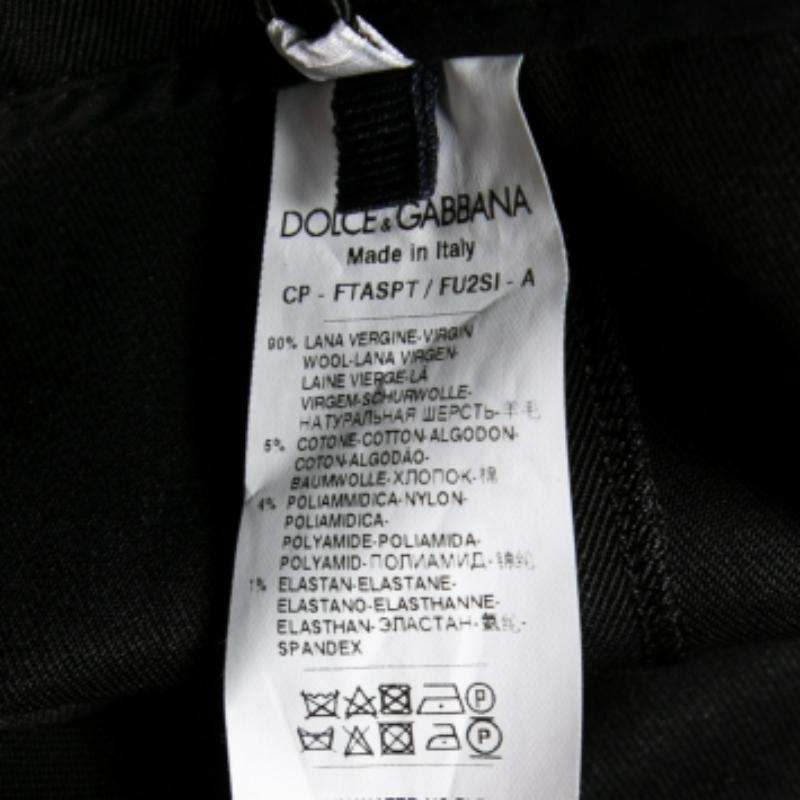 DOLCE & GABBANA
Made in Italy
CP - FTASPT / FU2SI - A
90% LANA VERGINE-VIRGIN
WOOL-LANA VIRGEN-
LAINE VIERGE-LÃ
VIRGEM-SCHURWOLLE-
НАТУРАЛЬНАЯ ШЕРСТЬ-羊毛
5% COTONE-COTTON-ALGODON-
COTON-ALGODÃO-
BAUMWOLLE-ХЛОПОК-棉
4% POLIAMMIDICA-NYLON-
POLIAMIDICA-
POLYAMIDE-POLIAMIDA-
POLYAMID-ПОЛИАМИД-锦纶
1% ELASTAN-ELASTANE-
ELASTANO-ELASTHANNE-
ELASTHAN-ЭЛАСТАН-氨纶-
SPANDEX
P
P